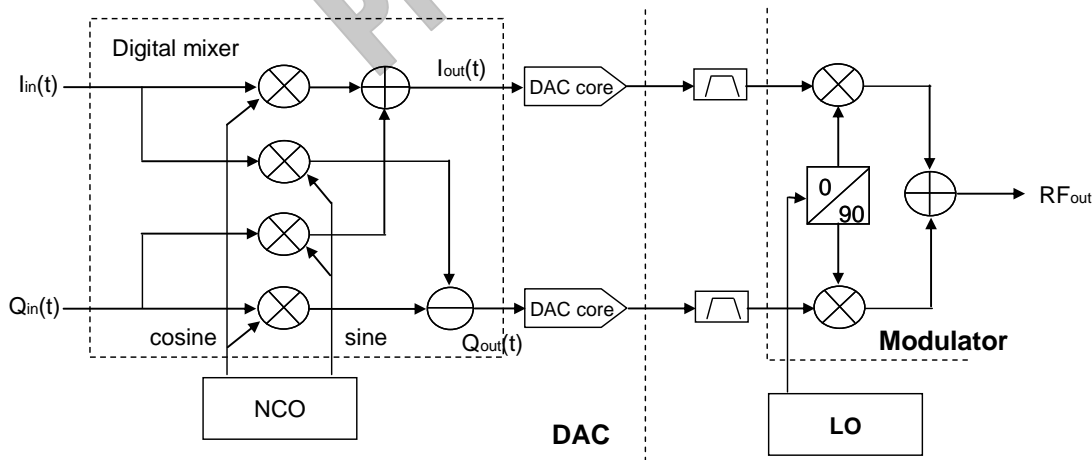 Digital mixer
Iin(t)
Iout(t)
DAC core
0
90
RFout
Qin(t)
cosine
sine
DAC core
Qout(t)
Modulator
NCO
DAC
LO